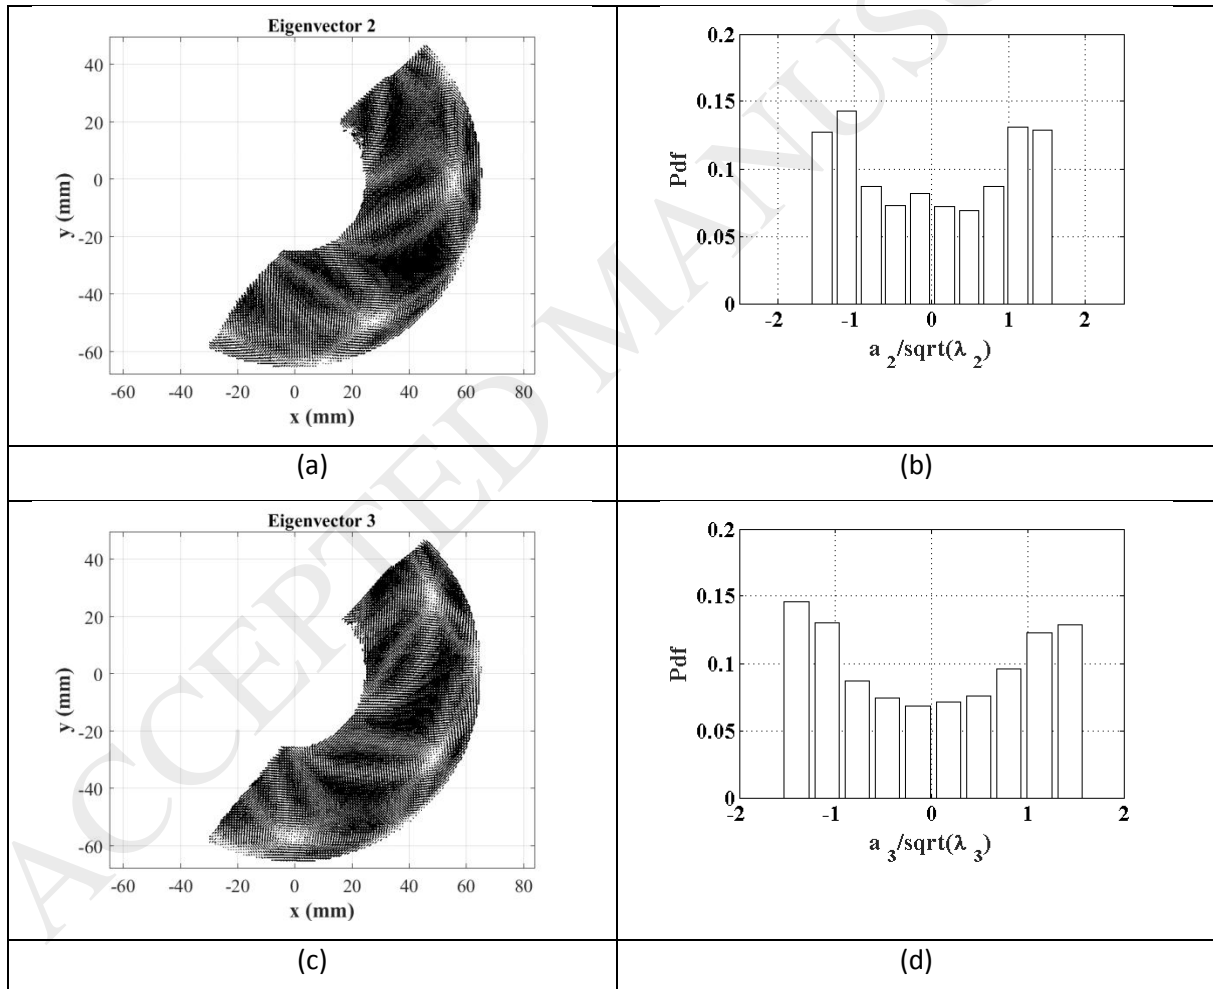 Eigenvector 2
40
20
0
-20
-40
-60
y (mm)
-60 -40 -20 0 20 40 60 80
x (mm)
(a)
0.2
0.15
0.1
0.05
0
Pdf
-2 -1 0 1 2
a 2/sqrt(λ 2)
(b)
Eigenvector 3
40
20
0
-20
-40
-60
y (mm)
-60 -40 -20 0 20 40 60 80
x (mm)
(c)
0.2
0.15
0.1
0.05
0
Pdf
-2 -1 0 1 2
a 3/sqrt(λ 3)
(d)
ACCEPTED MANUS